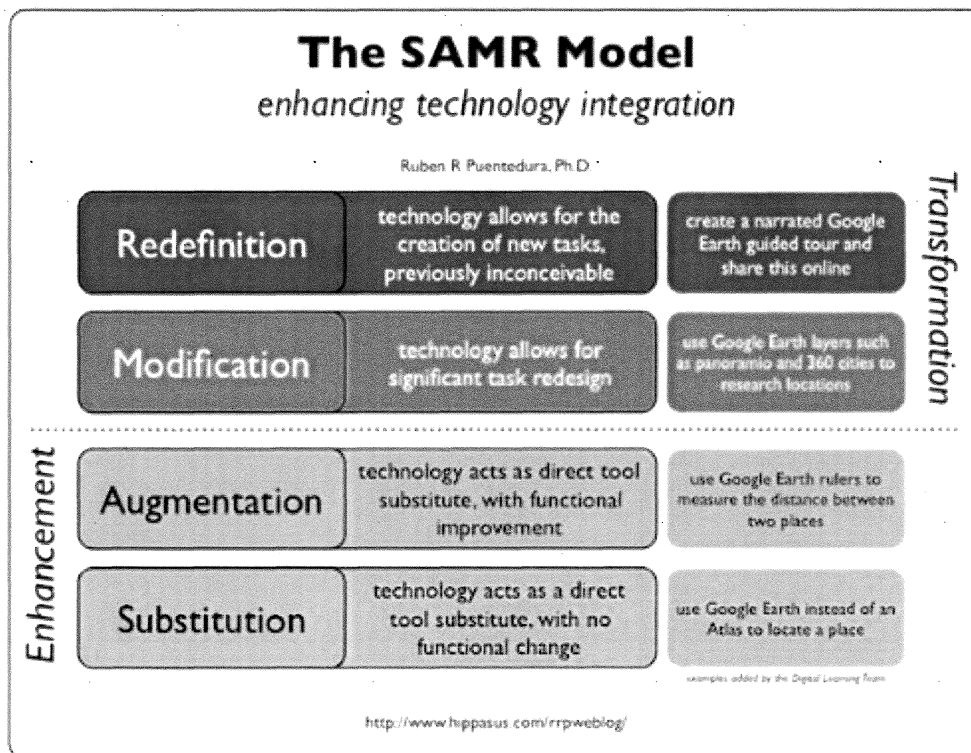 The SAMR Model
enhancing technology integration
Ruben R Puentedura, Ph.D
Transformation
Redefinition
technology allows for the
creation of new tasks,
previously inconceivable
create a narrated Google
Earth guided tour and
share this online
Modification
technology allows for
significant task redesign
use Google Earth layers such
as panoramio and 360 cities to
research locations
Enhancement
Augmentation
technology acts as direct tool
substitute, with functional
improvement
use Google Earth rulers to
measure the distance between
two places
Substitution
technology acts as a direct
tool substitute, with no
functional change
use Google Earth instead of an
Atlas to locate a place
examples added by the Digital Learning Team
http://www.hippasus.com/rrpweblog/